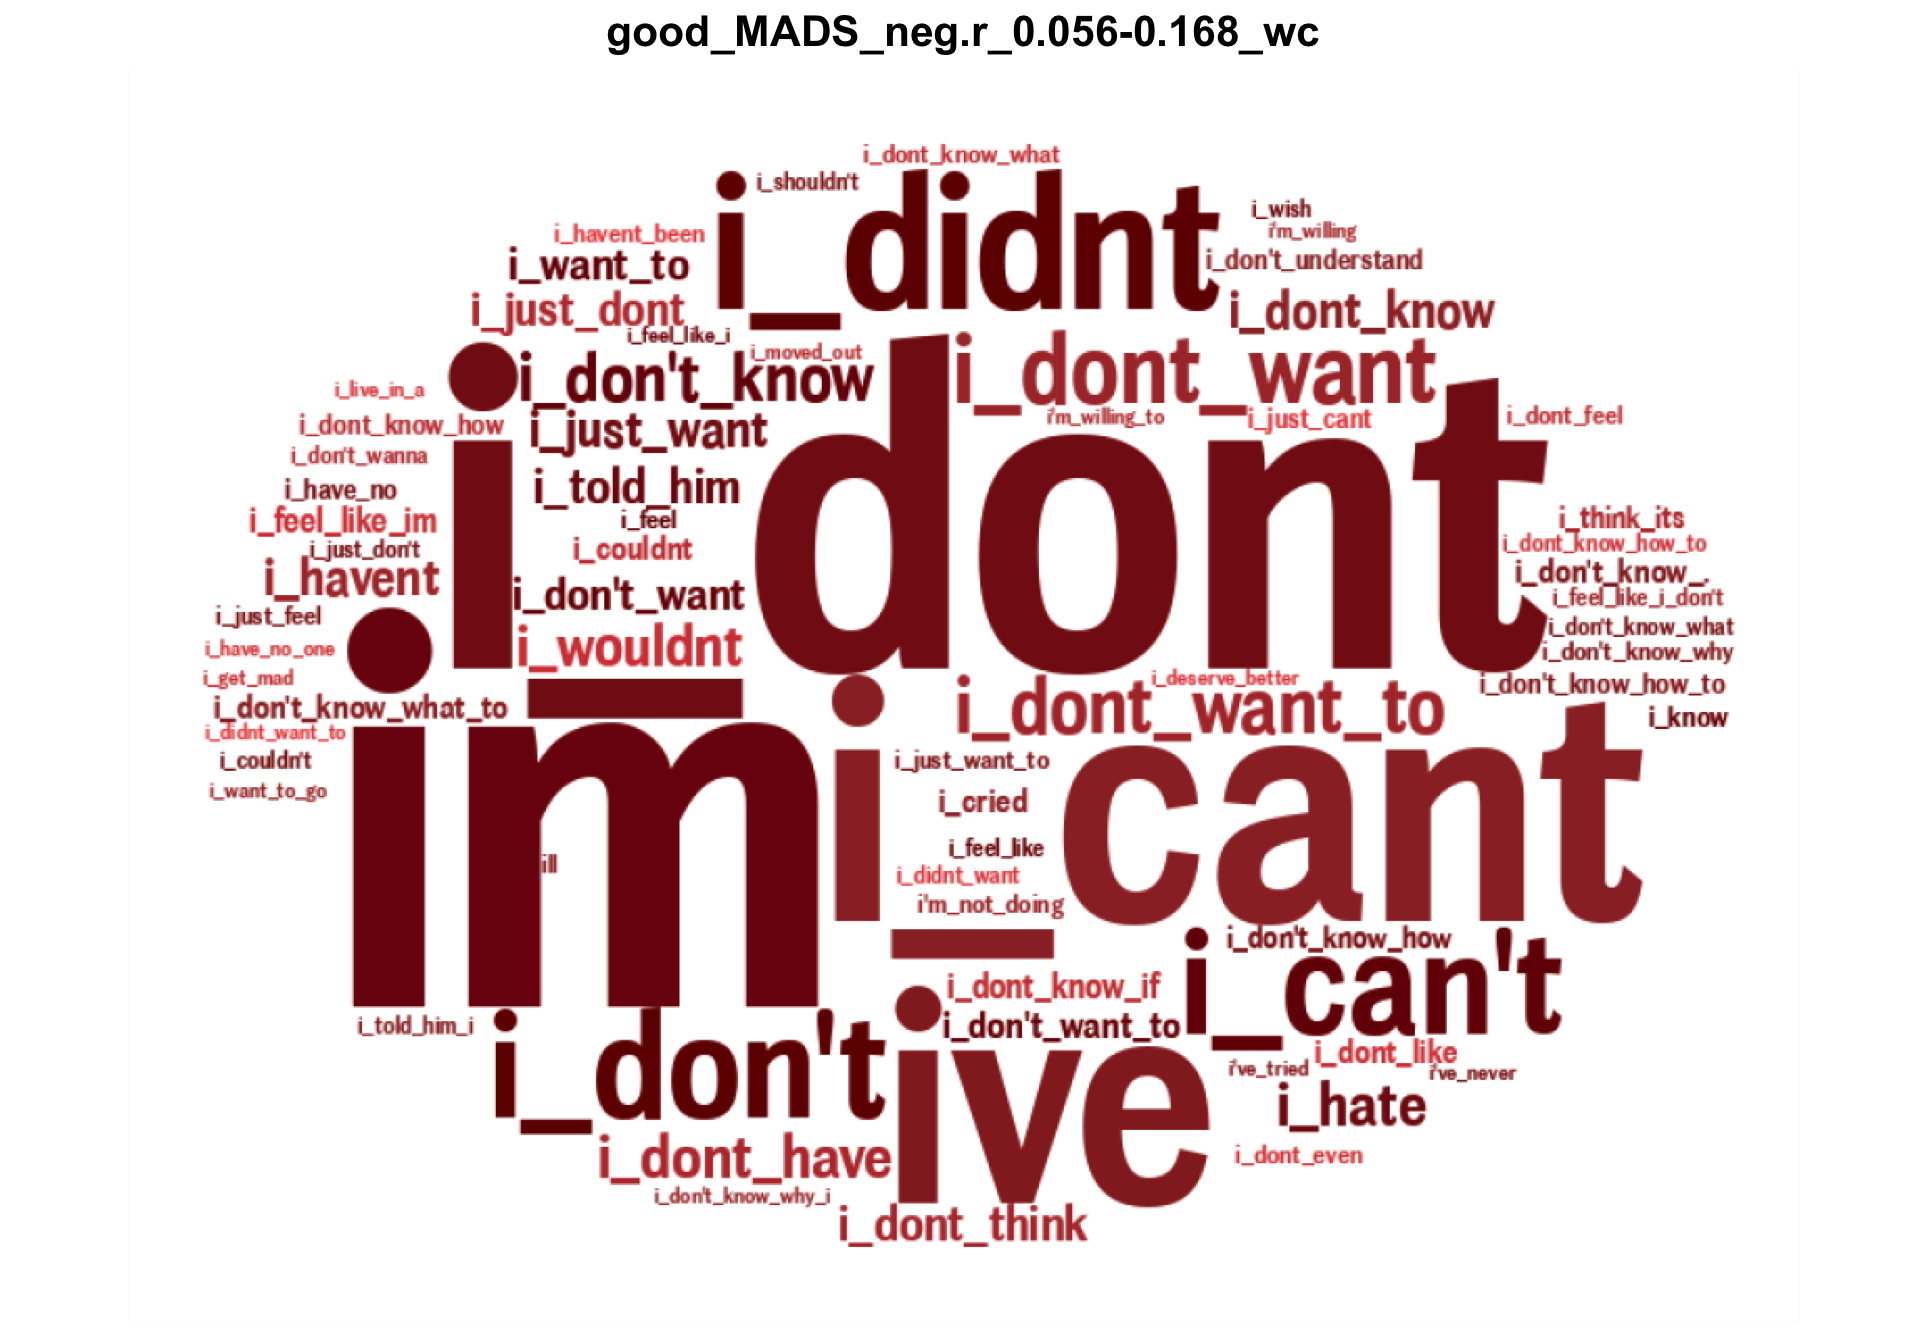 good_MADS_neg.r_0.056-0.168_wc
i_dont_know_what
i_shouldn't
i_didnt
i_wish
i_havent_been
i'm_willing
i_want_to
i_don't_understand
i_just_dont
i_dont_know
i_feel_like_i
i_moved_out
i_don't_know
i_dont_want
i_live_in_a
i_dont_know_how
i_just_want
i'm_willing_to
i_just_cant
i_dont_feel
i_don't_wanna
i_dont
i_have_no
i_told_him
i_feel_like_im
i_feel
i_think_its
i_just_don't
i_couldnt
i_dont_know_how_to
i_havent
i_don't_know_.
i_don't_want
i_feel_like_i_don't
i_just_feel
i_don't_know_what
i_have_no_one
i_wouldnt
i_don't_know_why
i_get_mad
i_deserve_better
i_don't_know_how_to
i_don't_know_what_to
i_dont_want_to
i_know
i_didnt_want_to
i_couldn't
i_just_want_to
i_want_to_go
i_cried
im
i_cant
ill
i_feel_like
i_didnt_want
i'm_not_doing
i_don't_know_how
i_can't
i_dont_know_if
i_told_him_i
i_don't_want_to
i_don't
ive
i_dont_like
i've_tried
i've_never
i_hate
i_dont_have
i_dont_even
i_don't_know_why_i
i_dont_think